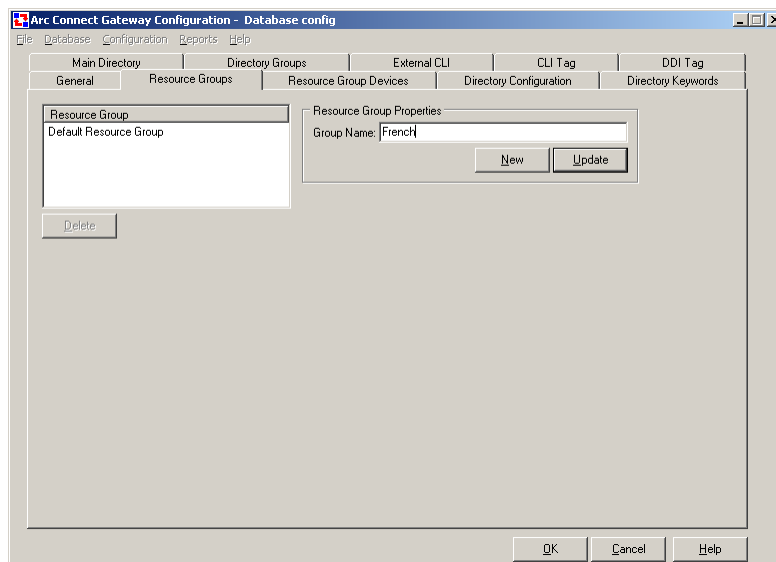 Arc Connect Gateway Configuration - Database config
File Database Configuration Reports Help
Main Directory Directory Groups External CLI CLI Tag DDI Tag
General Resource Groups Resource Group Devices Directory Configuration Directory Keywords
Resource Group
Default Resource Group
Delete
Resource Group Properties
Group Name: French
New Update
OK Cancel Help